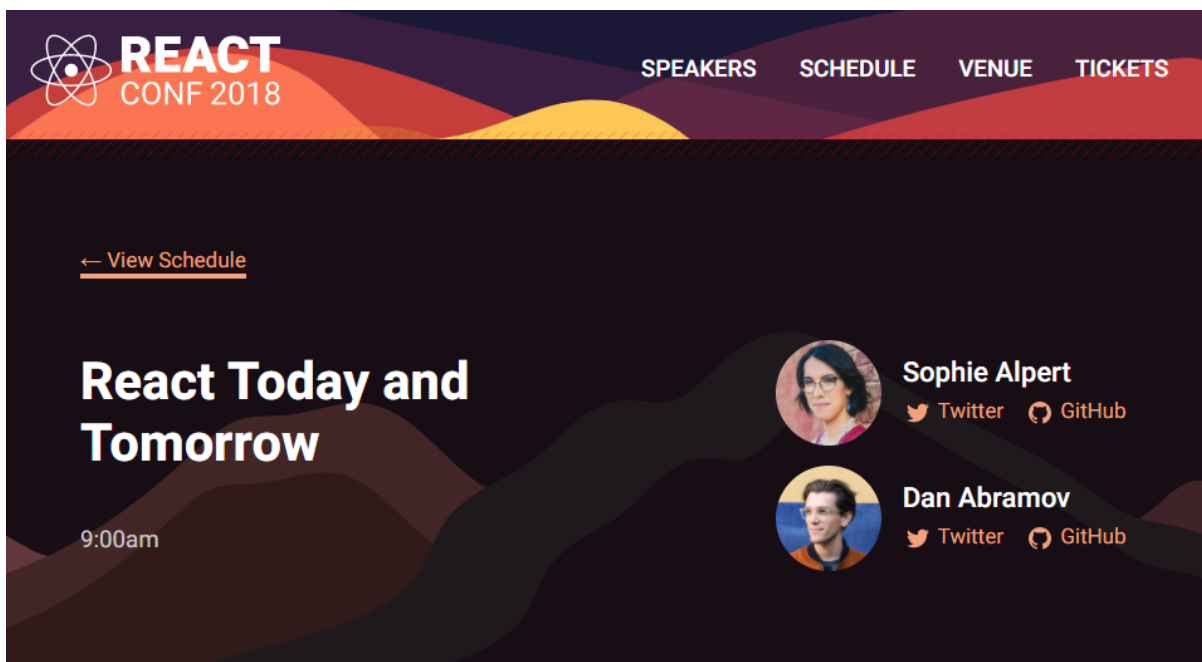 REACT
CONF 2018
SPEAKERS SCHEDULE VENUE TICKETS
← View Schedule
React Today and
Tomorrow
9:00am
Sophie Alpert
Twitter GitHub
Dan Abramov
Twitter GitHub